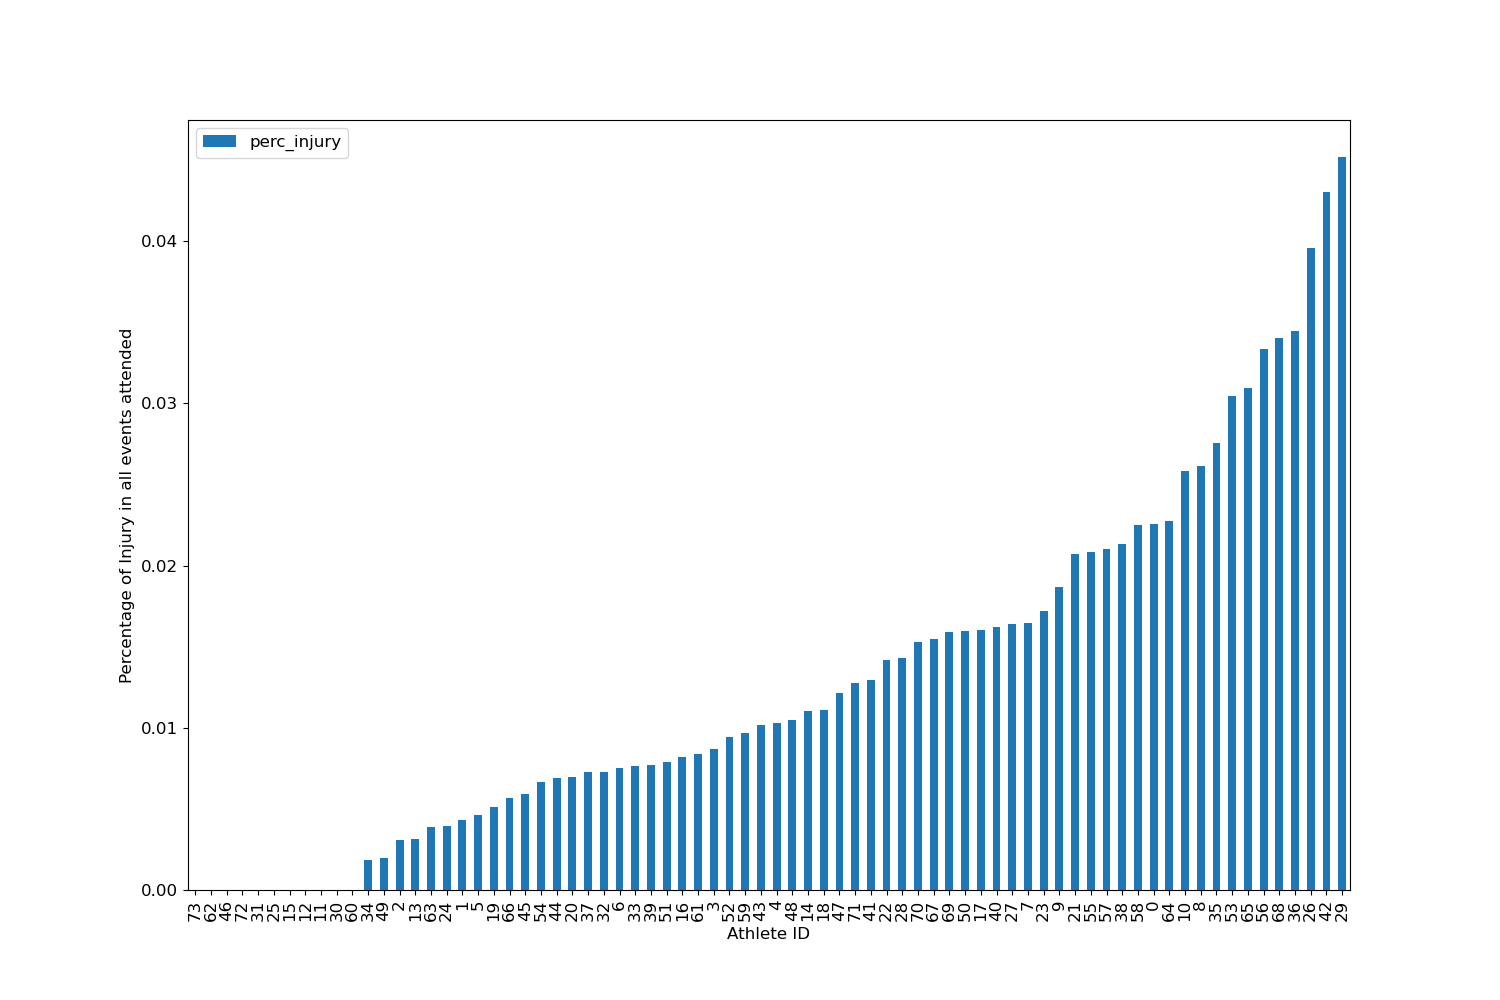 perc_injury
0.04
0.03
0.02
0.01
0.00
Percentage of Injury in all events attended
73 62 46 72 31 25 15 12 11 30 60 34 49 2 13 63 24 1 5 19 66 45 54 44 20 37 32 6 33 39 51 16 61 3 52 59 43 4 48 14 18 47 71 41 22 28 70 67 69 50 17 40 27 7 23 9 21 55 57 38 58 0 64 10 8 35 53 65 56 68 36 26 42 29
Athlete ID